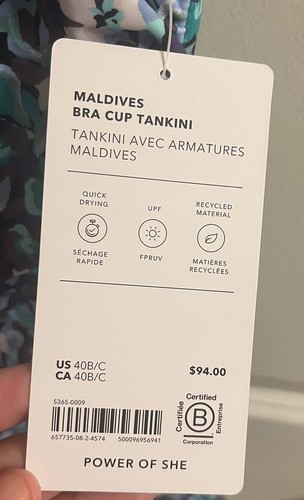 MALDIVES
BRA CUP TANKINI
TANKINI AVEC ARMATURES
MALDIVES
QUICK
DRYING
SÉCHAGE
RAPIDE
UPF
FPRUV
RECYCLED
MATERIAL
MATIÈRES
RECYCLÉES
US 40B/C
CA 40B/C
$94.00
S365-0009
657735-08-2-4574 500096956941
Certified
Certifiée
B
Entreprise
Corporation
POWER OF SHE